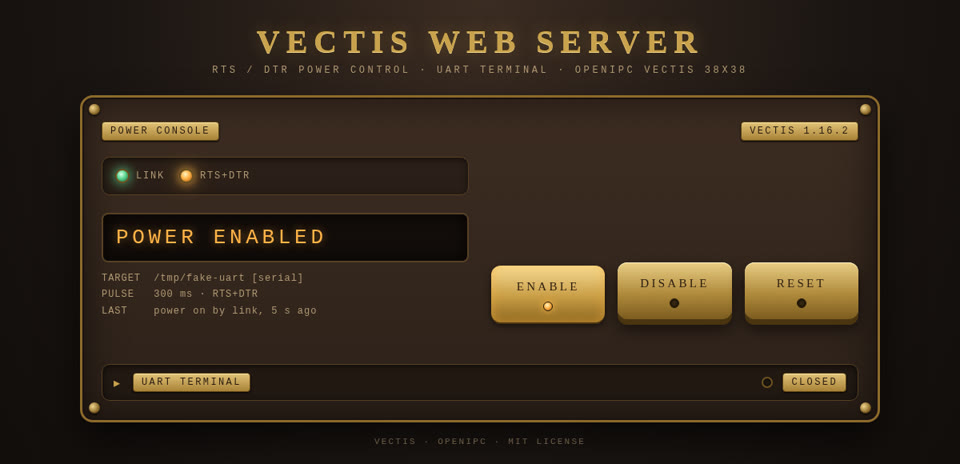 VECTIS WEB SERVER
RTS / DTR POWER CONTROL · UART TERMINAL · OPENIPC VECTIS 38X38
POWER CONSOLE
VECTIS 1.16.2
LINK
RTS+DTR
POWER ENABLED
TARGET /tmp/fake-uart [serial]
PULSE 300 ms · RTS+DTR
LAST power on by link, 5 s ago
ENABLE
DISABLE
RESET
UART TERMINAL
CLOSED
VECTIS · OPENIPC · MIT LICENSE